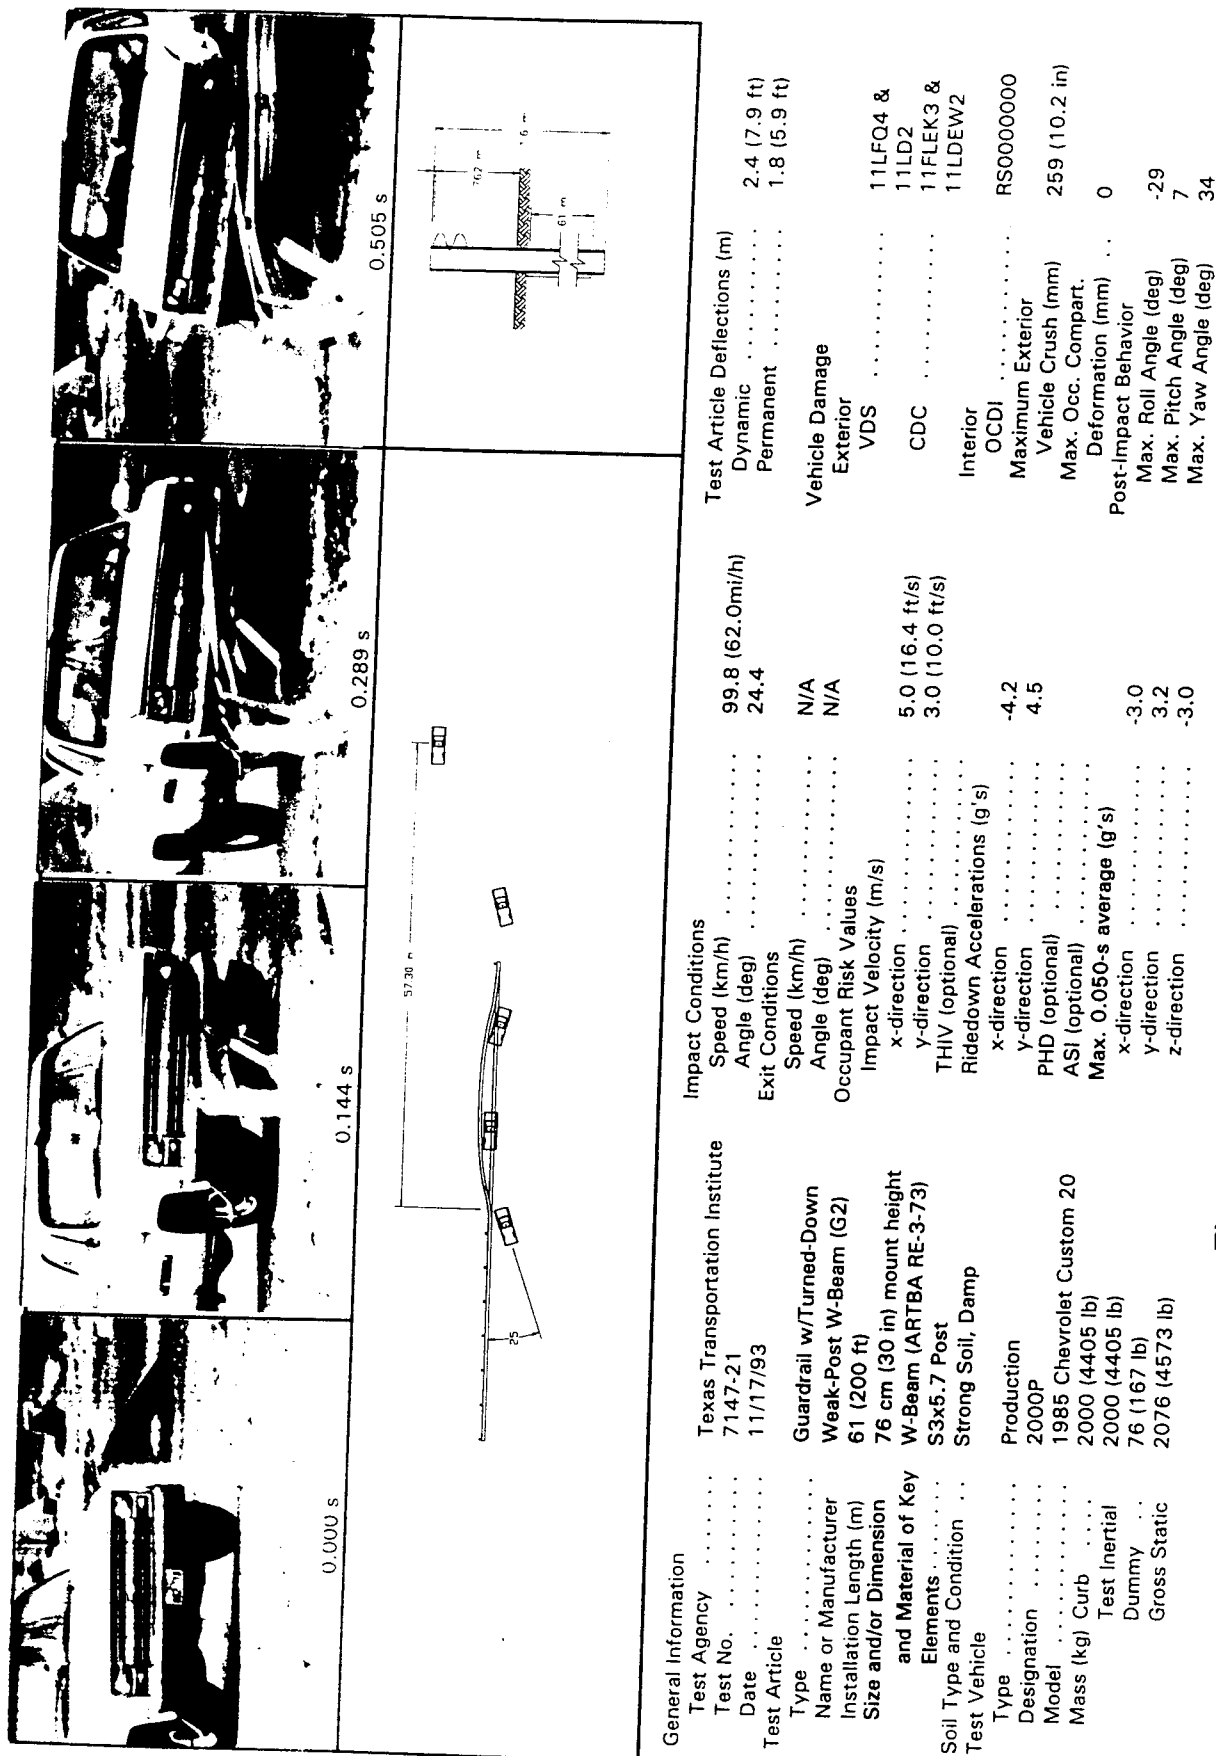 0.000 s
0.144 s
0.289 s
0.505 s
57.30 m
25
.762 m
.61 m
General Information
Test Agency ....... Texas Transportation Institute
Test No. .......... 7147-21
Date .............. 11/17/93
Test Article
Type .............. Guardrail w/Turned-Down
Name or Manufacturer Weak-Post W-Beam (G2)
Installation Length (m) 61 (200 ft)
Size and/or Dimension 76 cm (30 in) mount height
and Material of Key W-Beam (ARTBA RE-3-73)
Elements ...... S3x5.7 Post
Soil Type and Condition .. Strong Soil, Damp
Test Vehicle
Type .............. Production
Designation ....... 2000P
Model ............. 1985 Chevrolet Custom 20
Mass (kg) Curb .... 2000 (4405 lb)
Test Inertial 2000 (4405 lb)
Dummy .. 76 (167 lb)
Gross Static 2076 (4573 lb)
Impact Conditions
Speed (km/h) ........... 99.8 (62.0mi/h)
Angle (deg) ............ 24.4
Exit Conditions
Speed (km/h) ........... N/A
Angle (deg) ............ N/A
Occupant Risk Values
Impact Velocity (m/s)
x-direction ............ 5.0 (16.4 ft/s)
y-direction ............ 3.0 (10.0 ft/s)
THIV (optional) ..........
Ridedown Accelerations (g's)
x-direction ............ -4.2
y-direction ............ 4.5
PHD (optional) ..........
ASI (optional) ..........
Max. 0.050-s average (g's)
x-direction ............ -3.0
y-direction ............ 3.2
z-direction ............ -3.0
Test Article Deflections (m)
Dynamic ........... 2.4 (7.9 ft)
Permanent ......... 1.8 (5.9 ft)
Vehicle Damage
Exterior
VDS ........... 11LFQ4 &
11LD2
CDC ........... 11FLEK3 &
11LDEW2
Interior
OCDI ........... RS0000000
Maximum Exterior
Vehicle Crush (mm) 259 (10.2 in)
Max. Occ. Compart.
Deformation (mm) .. 0
Post-Impact Behavior
Max. Roll Angle (deg) -29
Max. Pitch Angle (deg) 7
Max. Yaw Angle (deg) 34